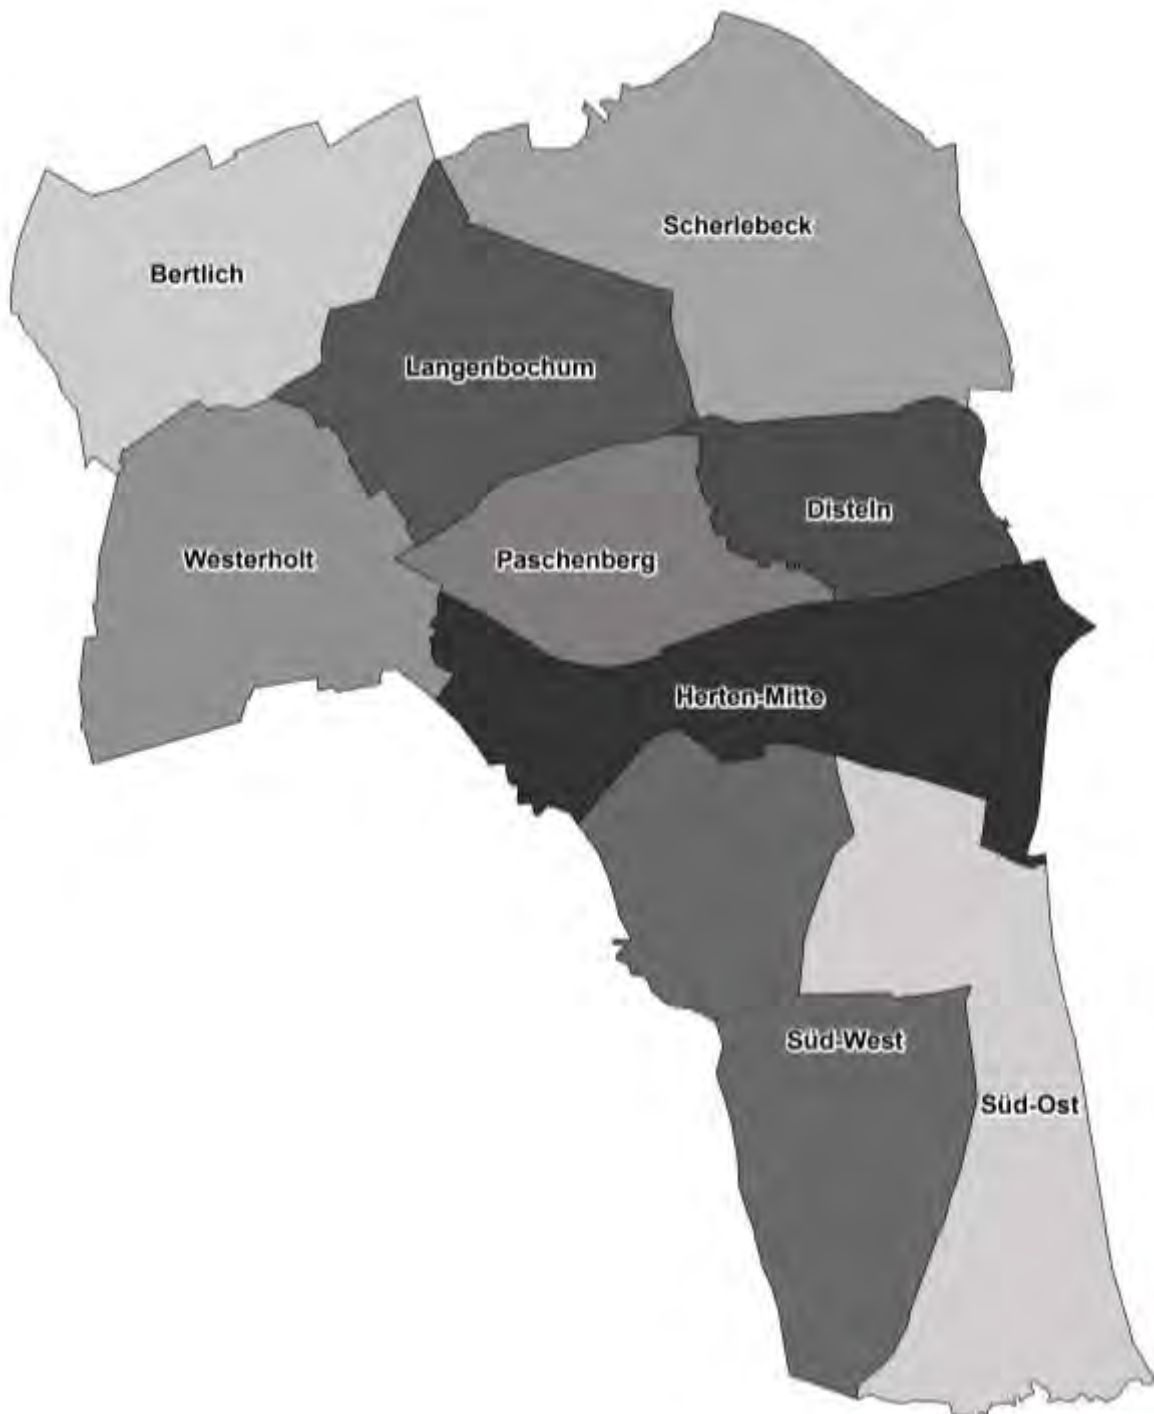 Scherlebeck
Bertlich
Langenbochum
Disteln
Westerholt
Paschenberg
Herten-Mitte
Süd-West
Süd-Ost